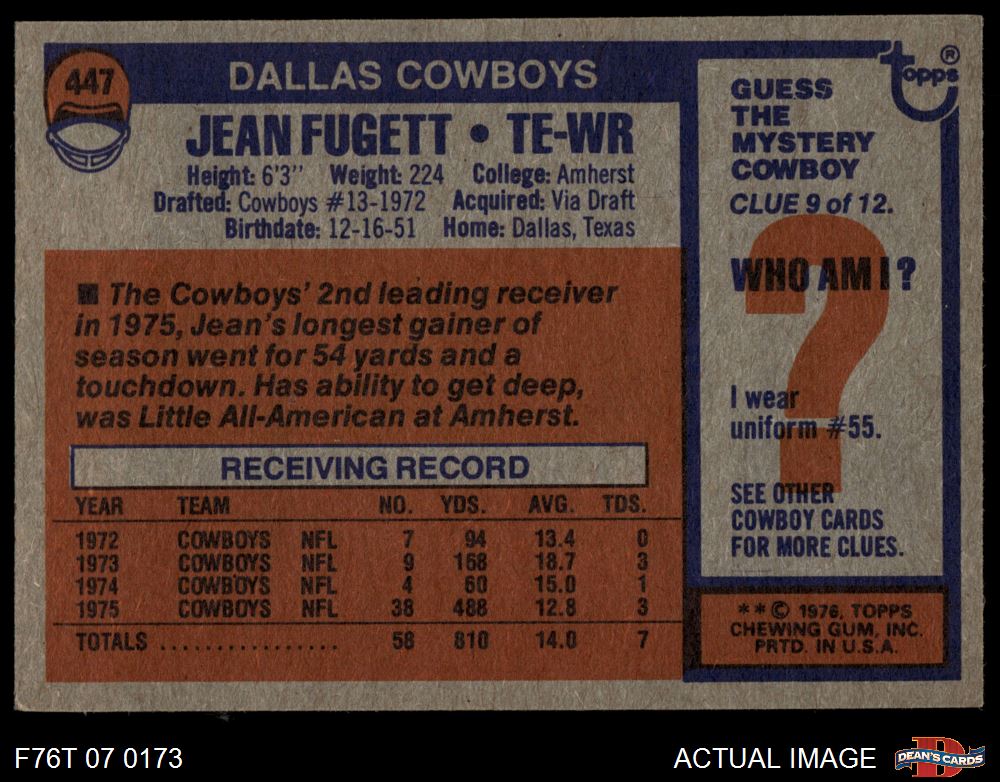 447
DALLAS COWBOYS
JEAN FUGETT • TE-WR
Height: 6'3'' Weight: 224 College: Amherst
Drafted: Cowboys #13-1972 Acquired: Via Draft
Birthdate: 12-16-51 Home: Dallas, Texas
■ The Cowboys' 2nd leading receiver
in 1975, Jean's longest gainer of
season went for 54 yards and a
touchdown. Has ability to get deep,
was Little All-American at Amherst.
RECEIVING RECORD
YEAR TEAM NO. YDS. AVG. TDS.
1972 COWBOYS NFL 7 94 13.4 0
1973 COWBOYS NFL 9 168 18.7 3
1974 COWBOYS NFL 4 60 15.0 1
1975 COWBOYS NFL 38 488 12.8 3
TOTALS ................ 58 810 14.0 7
topps ®
GUESS
THE
MYSTERY
COWBOY
CLUE 9 of 12.
?
WHO AM I?
I wear
uniform #55.
SEE OTHER
COWBOY CARDS
FOR MORE CLUES.
** © 1976, TOPPS
CHEWING GUM, INC.
PRTD. IN U.S.A.
F76T 07 0173
ACTUAL IMAGE
D
DEAN'S CARDS